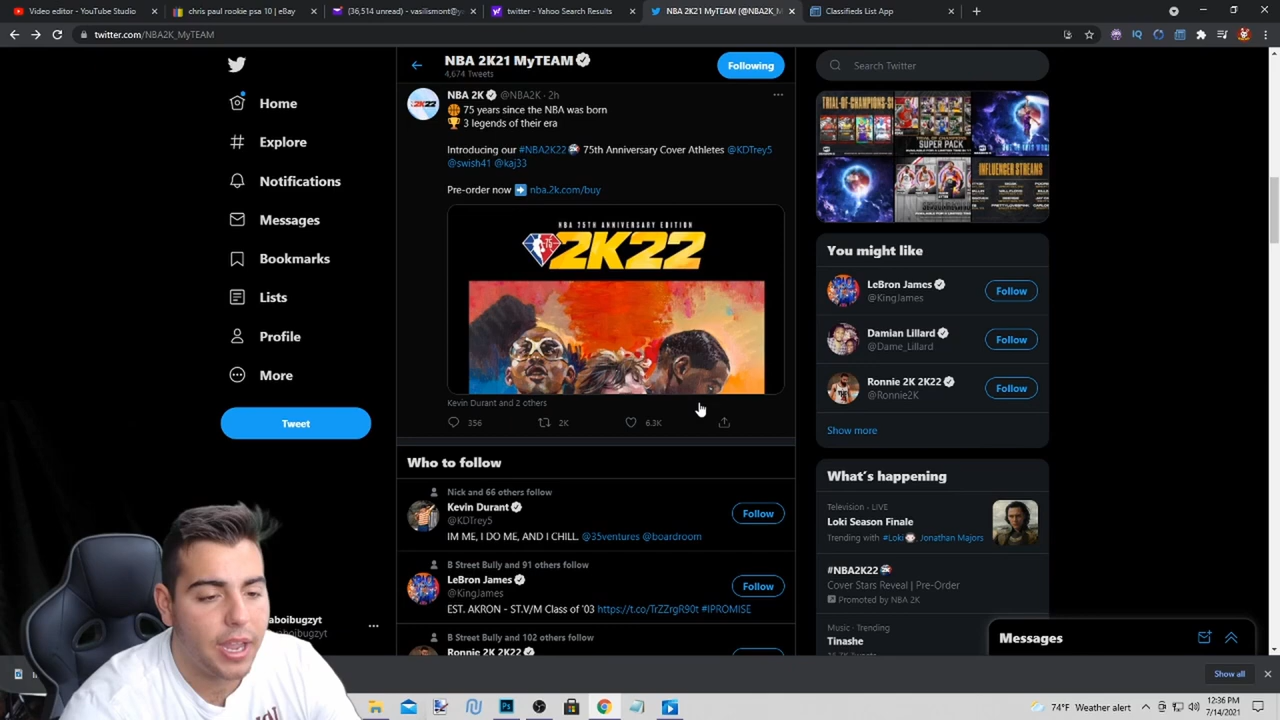 Video editor - YouTube Studio
chris paul rookie psa 10 | eBay
(36,514 unread) - vasilismont@y
twitter - Yahoo Search Results
NBA 2K21 MyTEAM (@NBA2K_M
Classifieds List App
twitter.com/NBA2K_MyTEAM
NBA 2K21 MyTEAM
4,674 Tweets
Following
Search Twitter
Home
Explore
Notifications
Messages
Bookmarks
Lists
Profile
More
Tweet
NBA 2K @NBA2K · 2h
75 years since the NBA was born
3 legends of their era
Introducing our #NBA2K22 75th Anniversary Cover Athletes @KDTrey5
@swish41 @kaj33
Pre-order now nba.2k.com/buy
NBA 75TH ANNIVERSARY EDITION
75 2K22
Kevin Durant and 2 others
356
2K
6.3K
Who to follow
Nick and 66 others follow
Kevin Durant
@KDTrey5
Follow
IM ME, I DO ME, AND I CHILL. @35ventures @boardroom
B Street Bully and 91 others follow
LeBron James
@KingJames
Follow
EST. AKRON - ST.V/M Class of '03 https://t.co/TrZZrgR90t #IPROMISE
B Street Bully and 102 others follow
Ronnie 2K 2K22
TRIAL OF CHAMPIONS
SUPER PACK
INFLUENCER STREAMS
You might like
LeBron James
@KingJames
Follow
Damian Lillard
@Dame_Lillard
Follow
Ronnie 2K 2K22
@Ronnie2K
Follow
Show more
What's happening
Television · LIVE
Loki Season Finale
Trending with #Loki, Jonathan Majors
#NBA2K22
Cover Stars Reveal | Pre-Order
Promoted by NBA 2K
Music · Trending
Tinashe
Messages
aboibugzyt
Show all
74°F Weather alert
12:36 PM
7/14/2021